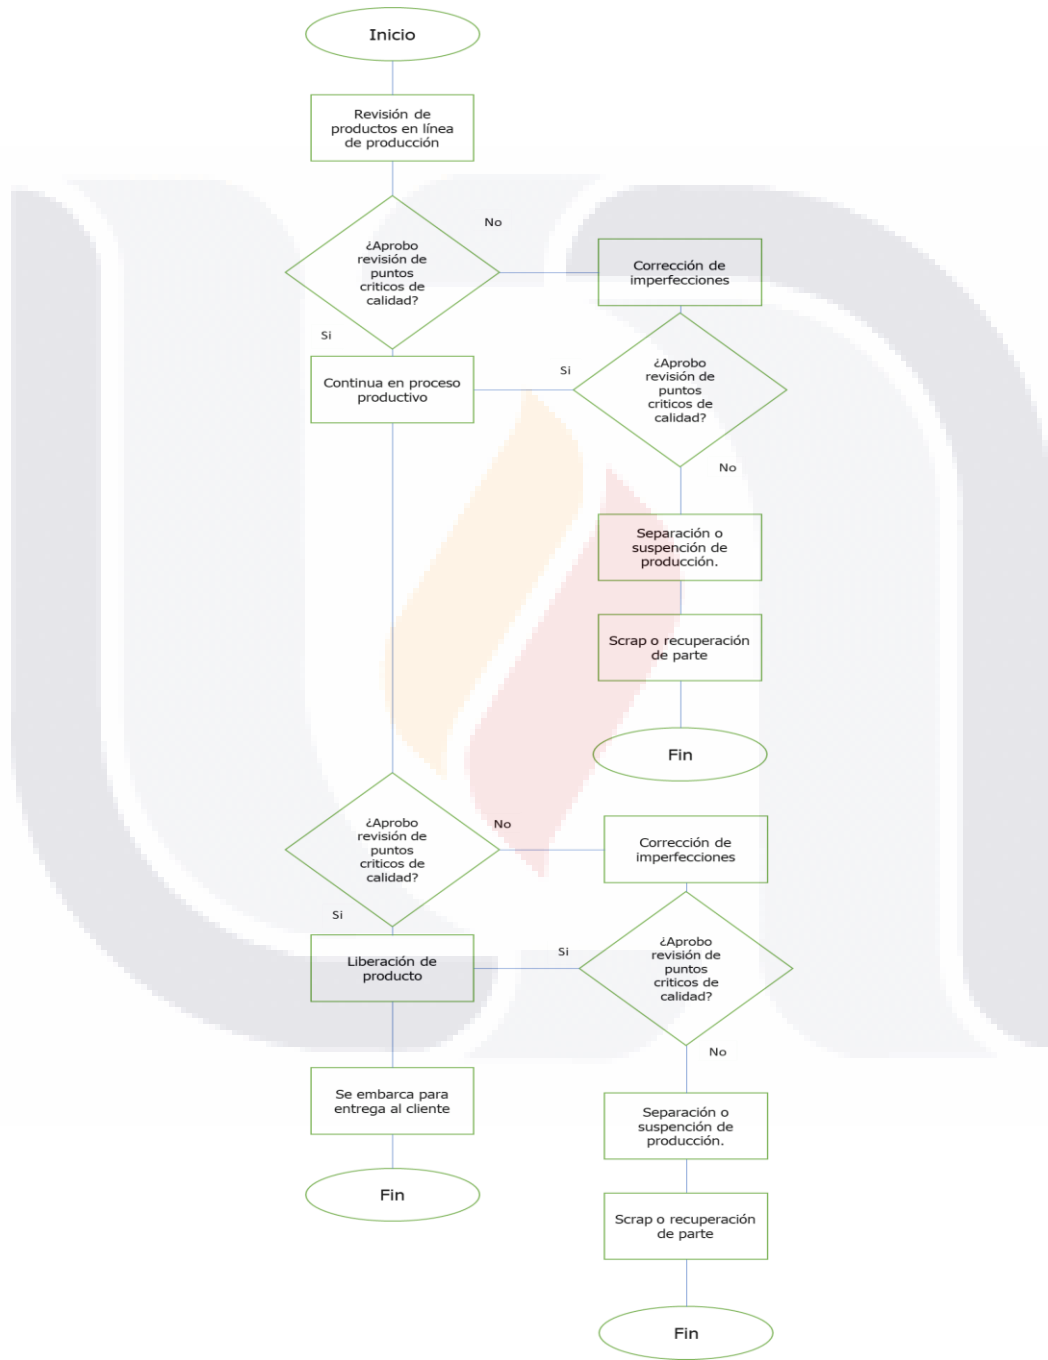 Inicio
Revisión de
productos en línea
de producción
No
¿Aprobo
revisión de
puntos
criticos de
calidad?
Corrección de
imperfecciones
Si
Continua en proceso
productivo
Si
¿Aprobo
revisión de
puntos
criticos de
calidad?
No
Separación o
suspención de
producción.
Scrap o recuperación
de parte
Fin
¿Aprobo
revisión de
puntos
criticos de
calidad?
No
Corrección de
imperfecciones
Si
Liberación de
producto
Si
¿Aprobo
revisión de
puntos
criticos de
calidad?
No
Se embarca para
entrega al cliente
Separación o
suspención de
producción.
Fin
Scrap o recuperación
de parte
Fin